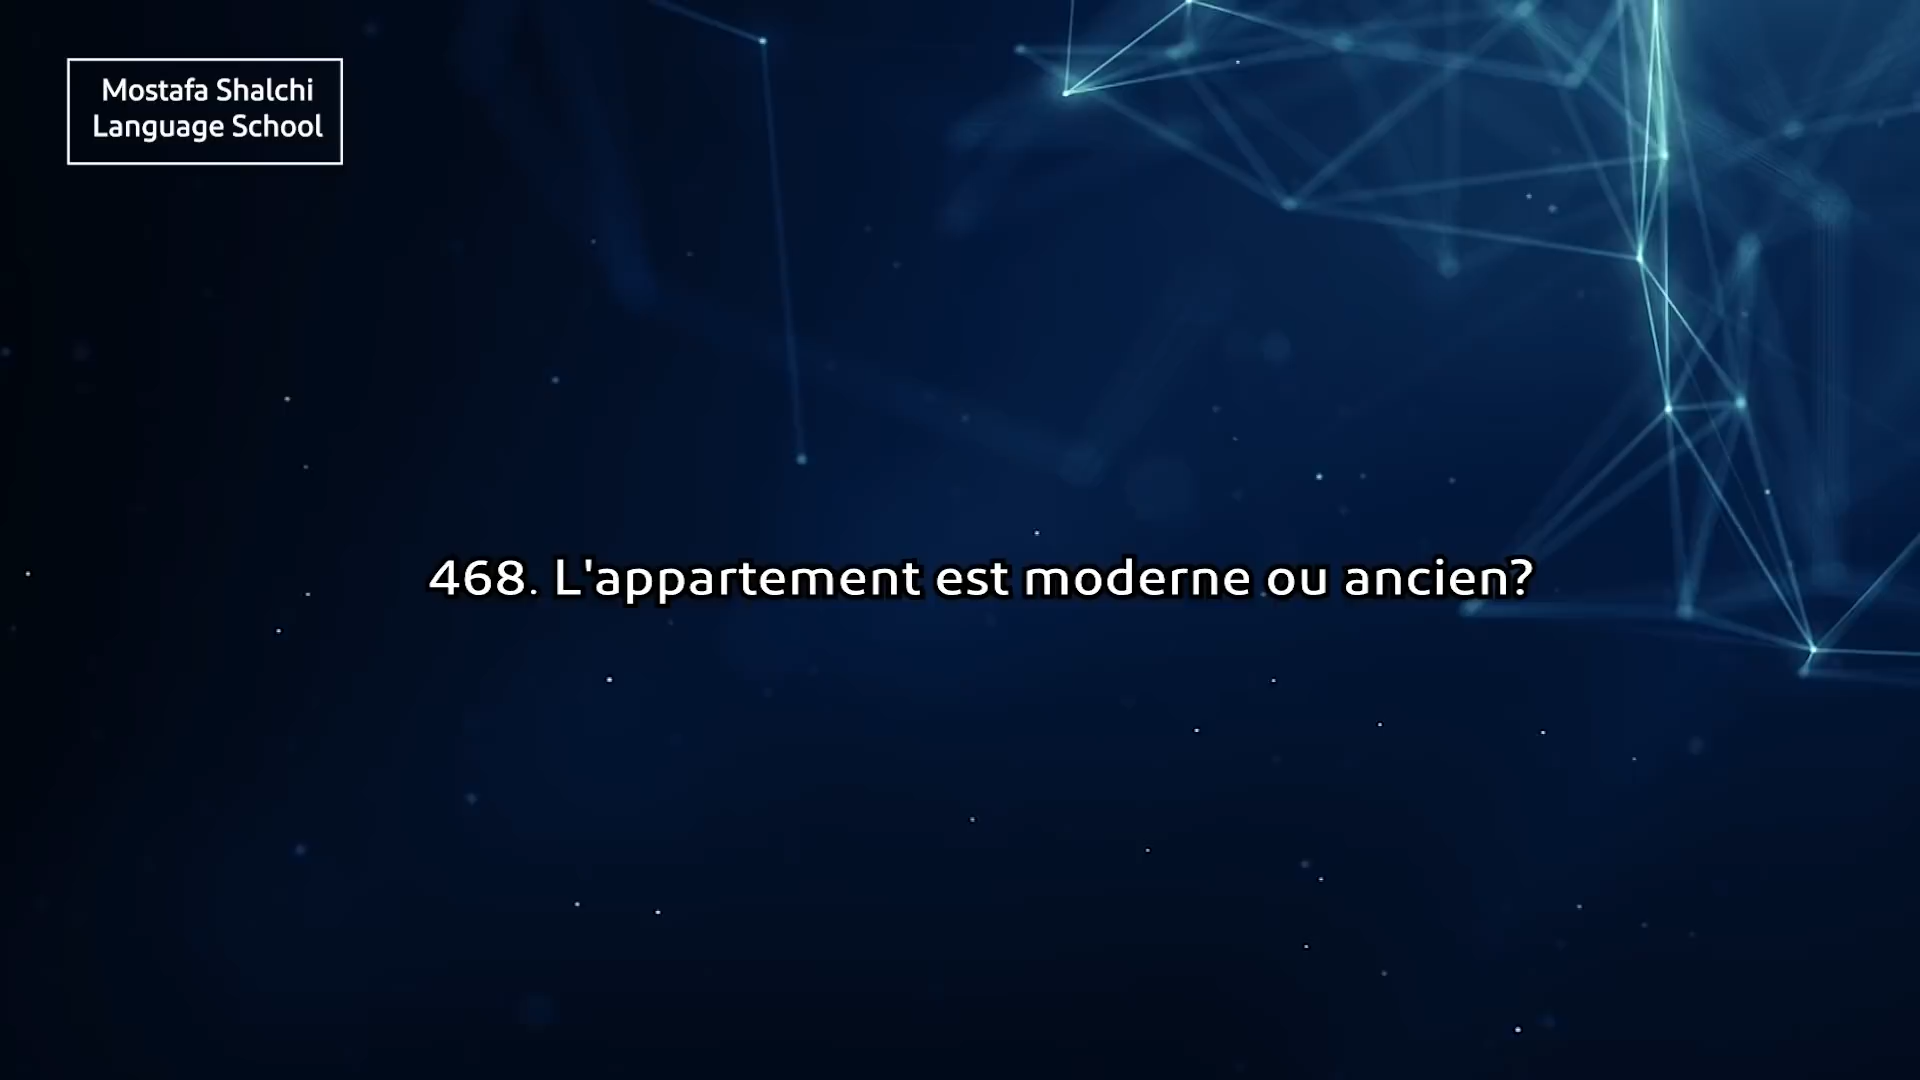 Mostafa Shalchi
Language School
468. L'appartement est moderne ou ancien?